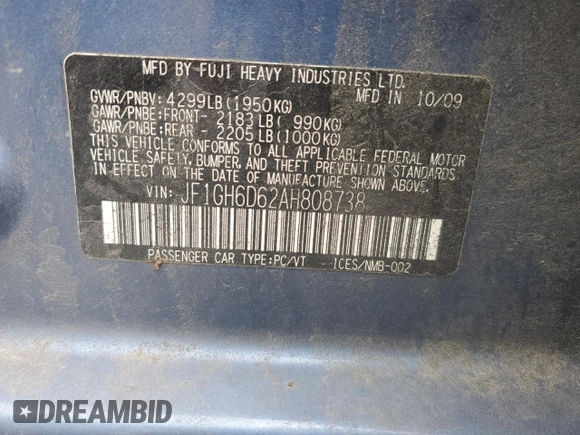 MFD BY FUJI HEAVY INDUSTRIES LTD.
MFD IN 10/09
GVWR/PNBV: 4299LB(1950KG)
GAWR/PNBE:FRONT- 2183LB( 990KG)
GAWR/PNBE:REAR - 2205LB(1000KG)
THIS VEHICLE CONFORMS TO ALL APPLICABLE FEDERAL MOTOR
VEHICLE SAFETY, BUMPER, AND THEFT PREVENTION STANDARDS
IN EFFECT ON THE DATE OF MANUFACTURE SHOWN ABOVE.
VIN: JF1GH6D62AH808738
PASSENGER CAR TYPE:PC/VT ICES/NMB-002
DREAMBID